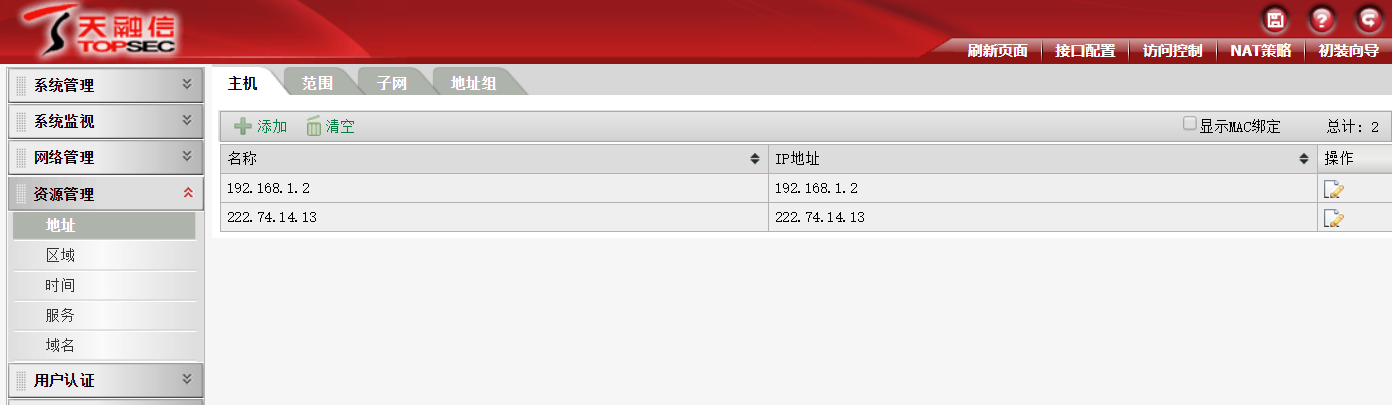 天融信
TOPSEC
刷新页面 接口配置 访问控制 NAT策略 初装向导
系统管理
系统监视
网络管理
资源管理
地址
区域
时间
服务
域名
用户认证
主机 范围 子网 地址组
添加 清空 显示MAC绑定 总计: 2
名称 IP地址 操作
192.168.1.2 192.168.1.2
222.74.14.13 222.74.14.13